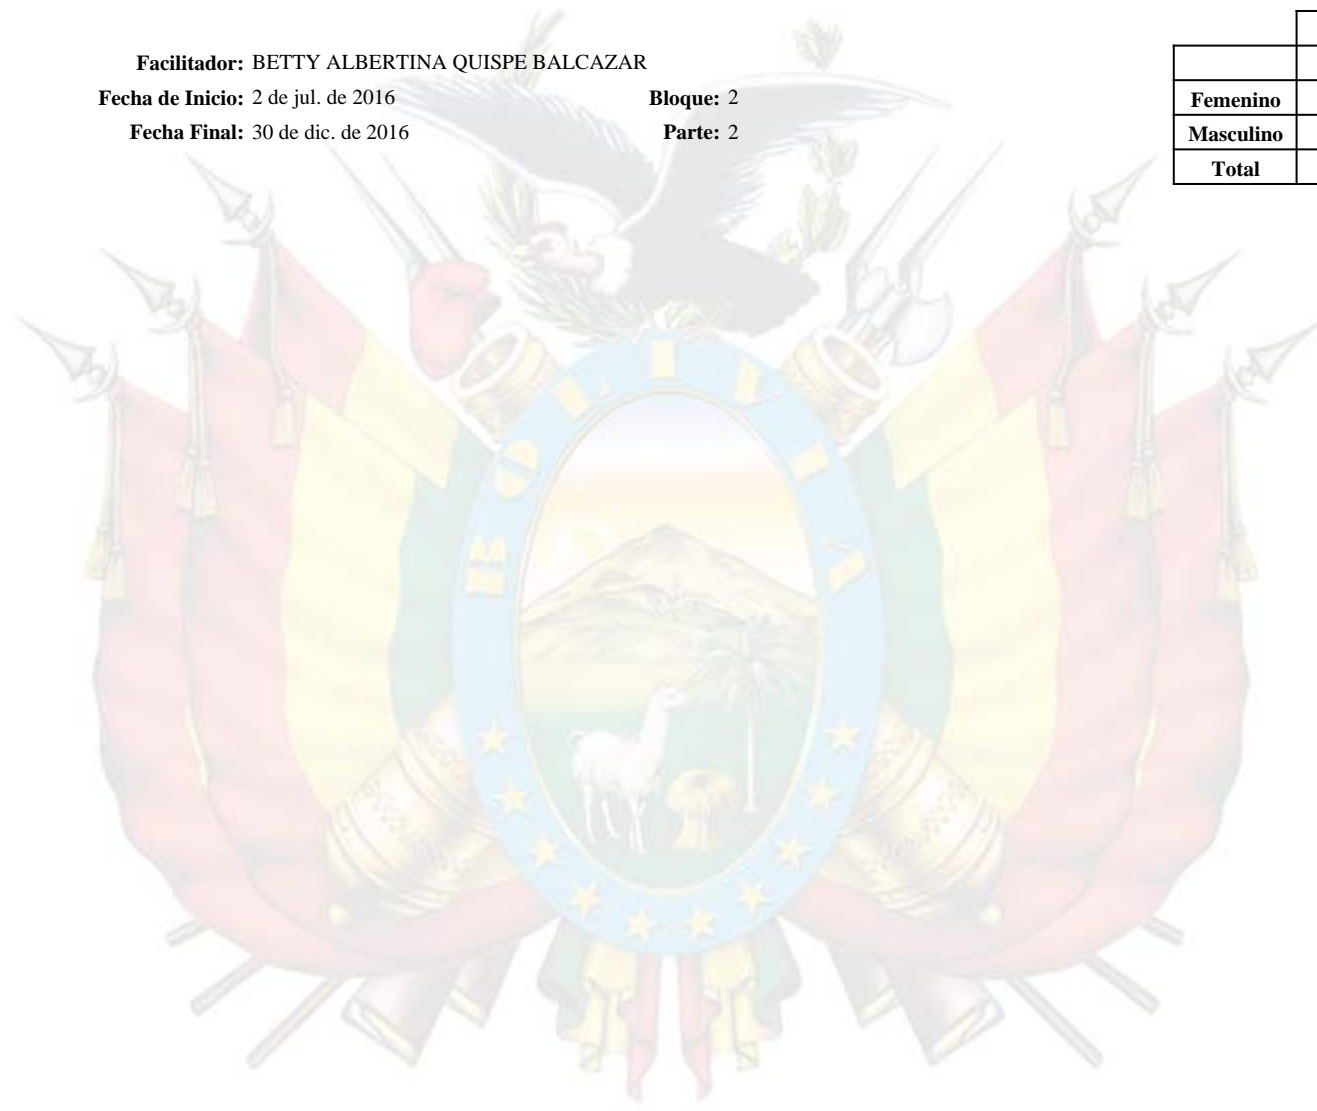 Facilitador: BETTY ALBERTINA QUISPE BALCAZAR
Fecha de Inicio: 2 de jul. de 2016 Bloque: 2
Fecha Final: 30 de dic. de 2016 Parte: 2
Femenino
Masculino
Total
BOLIVIA